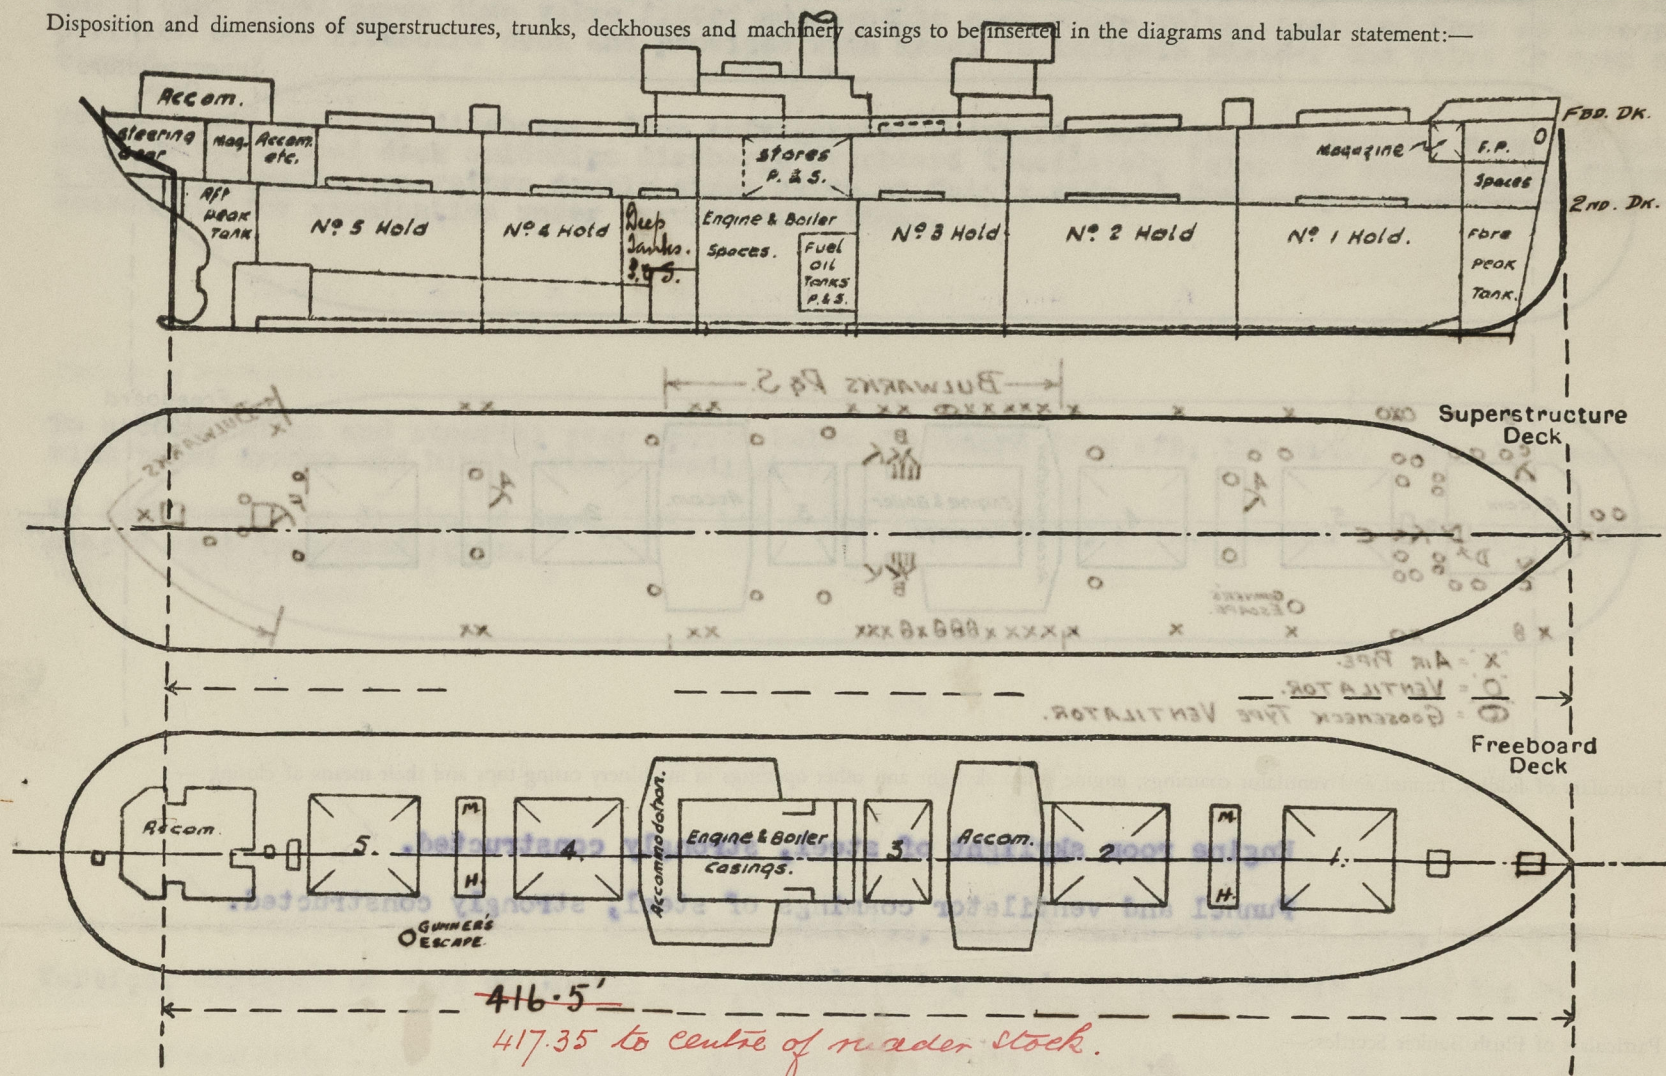 Disposition and dimensions of superstructures, trunks, deckhouses and machinery casings to be inserted in the diagrams and tabular statement:—
Accom.
Steering
Gear
Mag.
Accom.
etc.
Stores
P. & S.
Magazine
F.P.
Spaces
FBD. DK.
2ND. DK.
Aft
Peak
Tank
Nº 5 Hold
Nº 4 Hold
Deep
Tanks.
P. & S.
Engine & Boiler
Spaces.
Fuel
Oil
Tanks
P. & S.
Nº 3 Hold
Nº 2 Hold
Nº 1 Hold.
Fore
Peak
Tank.
BULWARKS P&S.
Superstructure
Deck
BULWARKS
GUNNER'S
ESCAPE.
"X" = AIR PIPE.
"O" = VENTILATOR.
= GOOSENECK TYPE VENTILATOR.
Freeboard
Deck
Accom.
5.
M
H
4.
Accommodation.
Engine & Boiler
Casings.
3
Accom.
2.
M
H
1.
Engine room skylight of steel, strongly constructed.
Funnel and ventilator coamings of steel, strongly constructed.
GUNNER'S
ESCAPE.
416.5'
417.35 to centre of rudder stock.